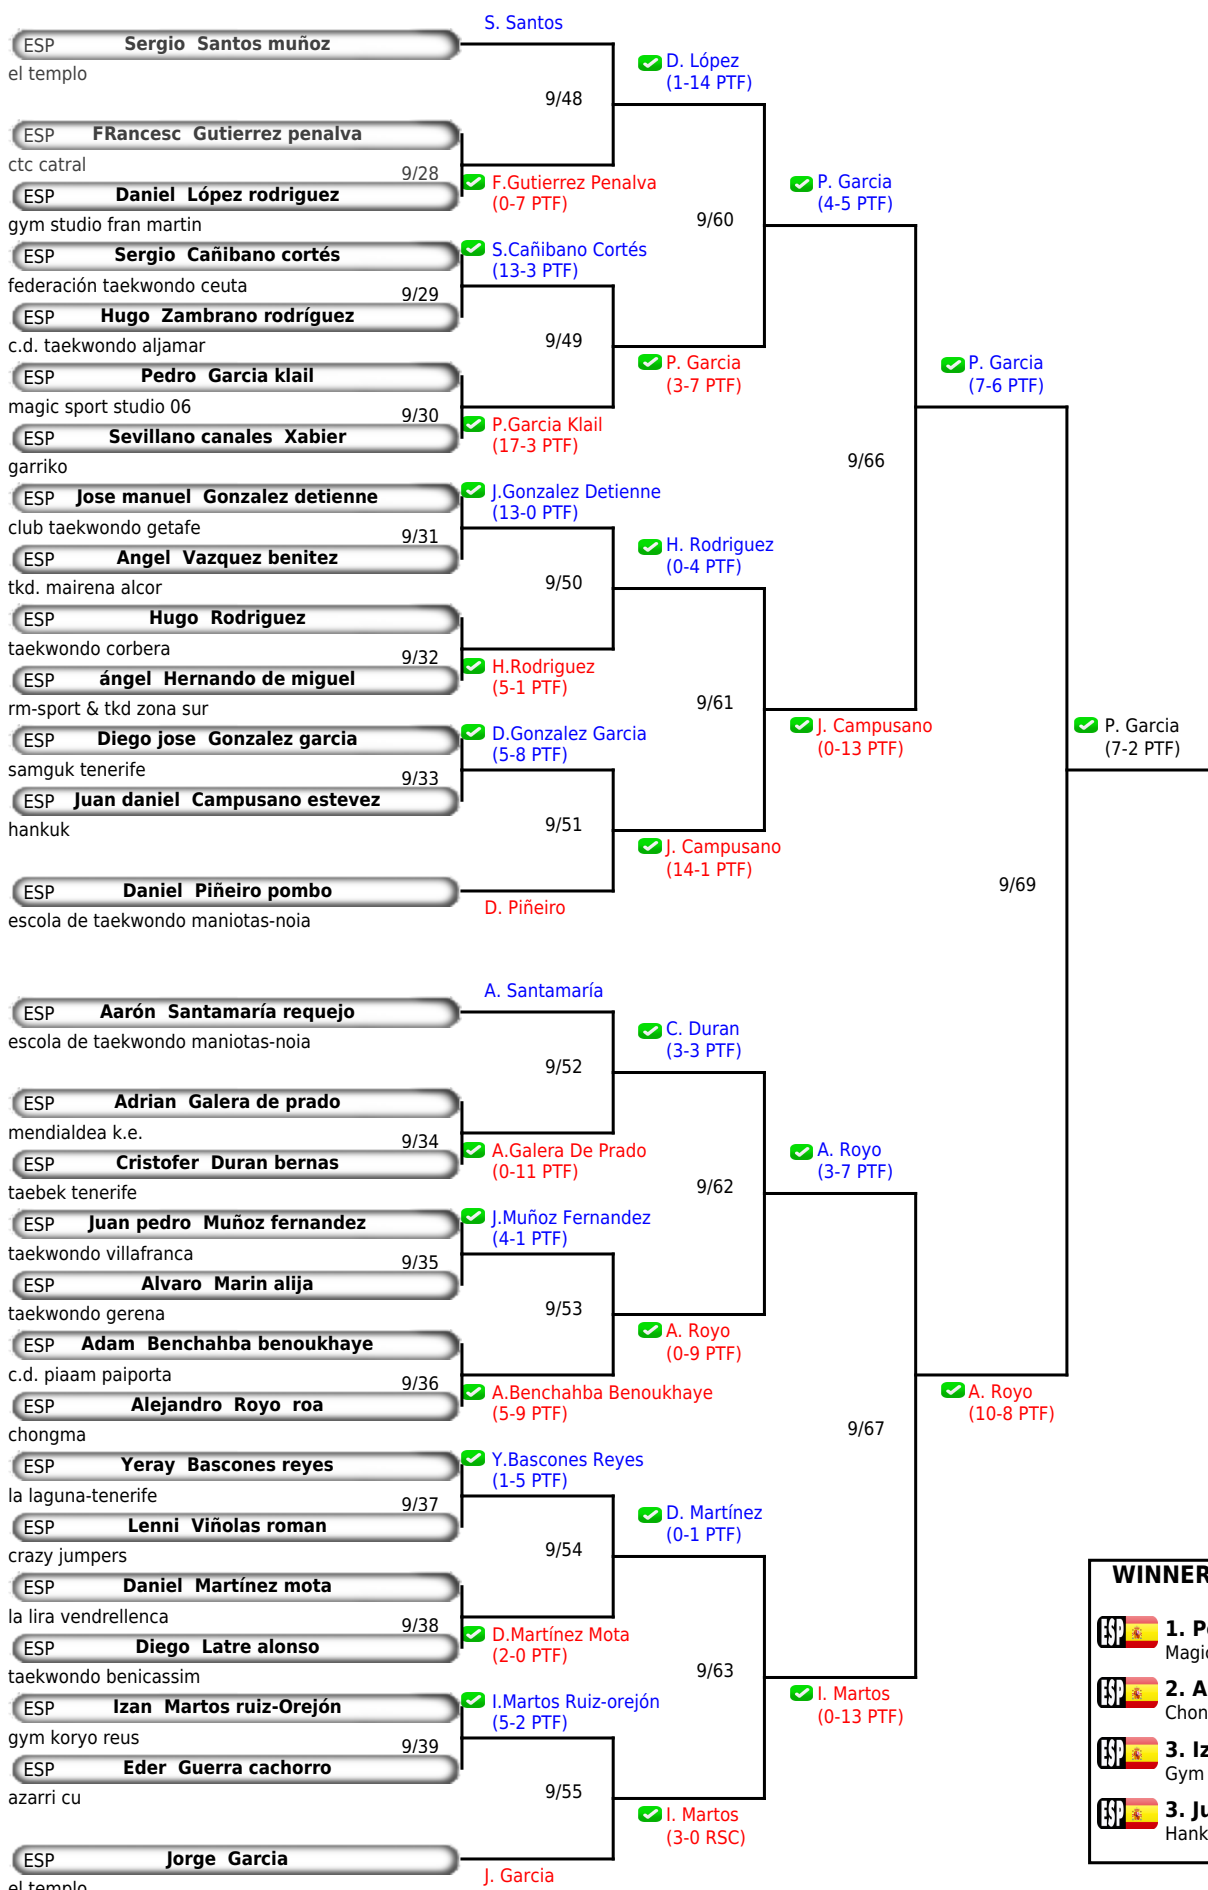 S. Santos
ESP Sergio Santos muñoz
el templo
D. López
(1-14 PTF)
9/48
ESP FRancesc Gutierrez penalva
ctc catral
9/28
F.Gutierrez Penalva
(0-7 PTF)
ESP Daniel López rodriguez
gym studio fran martin
P. Garcia
(4-5 PTF)
9/60
ESP Sergio Cañibano cortés
federación taekwondo ceuta
S.Cañibano Cortés
(13-3 PTF)
9/29
ESP Hugo Zambrano rodríguez
c.d. taekwondo aljamar
9/49
P. Garcia
(3-7 PTF)
ESP Pedro Garcia klail
magic sport studio 06
9/30
P.Garcia Klail
(17-3 PTF)
ESP Sevillano canales Xabier
garriko
P. Garcia
(7-6 PTF)
9/66
ESP Jose manuel Gonzalez detienne
club taekwondo getafe
J.Gonzalez Detienne
(13-0 PTF)
9/31
ESP Angel Vazquez benitez
tkd. mairena alcor
H. Rodriguez
(0-4 PTF)
9/50
ESP Hugo Rodriguez
taekwondo corbera
9/32
H.Rodriguez
(5-1 PTF)
ESP ángel Hernando de miguel
rm-sport & tkd zona sur
9/61
J. Campusano
(0-13 PTF)
P. Garcia
(7-2 PTF)
ESP Diego jose Gonzalez garcia
samguk tenerife
D.Gonzalez Garcia
(5-8 PTF)
9/33
ESP Juan daniel Campusano estevez
hankuk
9/51
J. Campusano
(14-1 PTF)
ESP Daniel Piñeiro pombo
escola de taekwondo maniotas-noia
D. Piñeiro
9/69
A. Santamaría
ESP Aarón Santamaría requejo
escola de taekwondo maniotas-noia
C. Duran
(3-3 PTF)
9/52
ESP Adrian Galera de prado
mendialdea k.e.
9/34
A.Galera De Prado
(0-11 PTF)
ESP Cristofer Duran bernas
taebek tenerife
A. Royo
(3-7 PTF)
9/62
ESP Juan pedro Muñoz fernandez
taekwondo villafranca
J.Muñoz Fernandez
(4-1 PTF)
9/35
ESP Alvaro Marin alija
taekwondo gerena
9/53
A. Royo
(0-9 PTF)
ESP Adam Benchahba benoukhaye
c.d. piaam paiporta
9/36
A.Benchahba Benoukhaye
(5-9 PTF)
ESP Alejandro Royo roa
chongma
A. Royo
(10-8 PTF)
9/67
ESP Yeray Bascones reyes
la laguna-tenerife
Y.Bascones Reyes
(1-5 PTF)
9/37
ESP Lenni Viñolas roman
crazy jumpers
D. Martínez
(0-1 PTF)
9/54
ESP Daniel Martínez mota
la lira vendrellenca
9/38
D.Martínez Mota
(2-0 PTF)
ESP Diego Latre alonso
taekwondo benicassim
9/63
I. Martos
(0-13 PTF)
ESP Izan Martos ruiz-Orejón
gym koryo reus
I.Martos Ruiz-orejón
(5-2 PTF)
9/39
ESP Eder Guerra cachorro
azarri cu
9/55
I. Martos
(3-0 RSC)
ESP Jorge Garcia
el templo
J. Garcia
WINNER
ESP 1. Pe
Magic
ESP 2. A
Chon
ESP 3. Iz
Gym
ESP 3. Ju
Hank